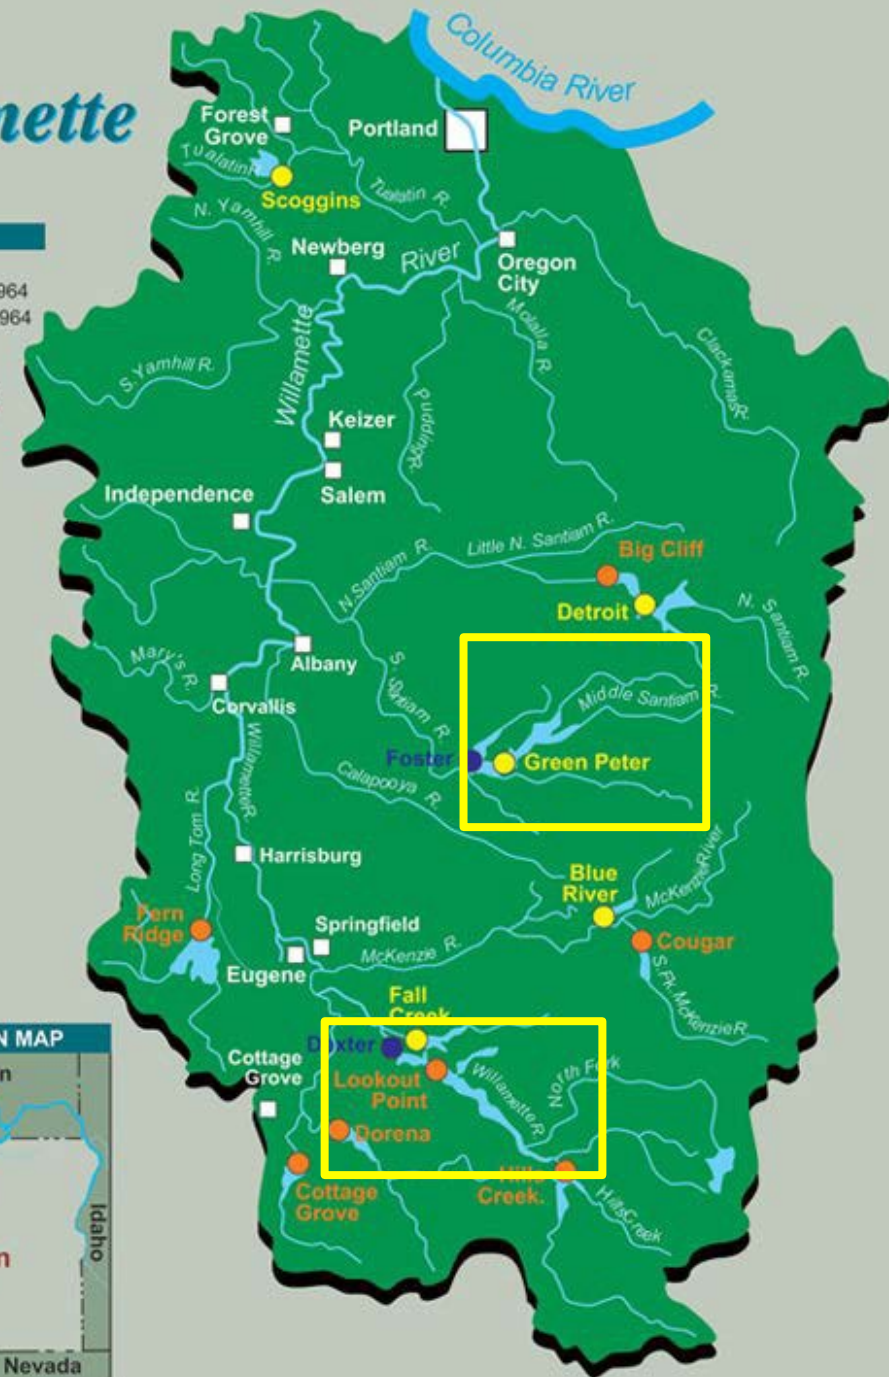 Columbia River
mette
Forest
Grove
Portland
Tualatin R.
Scoggins
Tualatin R.
N. Yamhill R.
Newberg
River
Oregon
City
964
964
Molalla R.
Willamette
S. Yamhill R.
Clackamas R.
Pudding R.
Keizer
Salem
Independence
Little N. Santiam R.
N. Santiam R.
Big Cliff
Detroit
N. Santiam R.
Albany
Mary's R.
Corvallis
S. Santiam R.
Middle Santiam R.
Foster
Green Peter
Willamette R.
Calapooya R.
Long Tom R.
Harrisburg
Blue
River
McKenzie River
Fern
Ridge
Springfield
McKenzie R.
Cougar
Eugene
S. Fk. McKenzie R.
Fall
Creek
N MAP
n
Dexter
Cottage
Grove
Lookout
Point
Willamette R.
North Fork
Dorena
Cottage
Grove
Hills
Creek.
Hills Creek
Idaho
n
Nevada